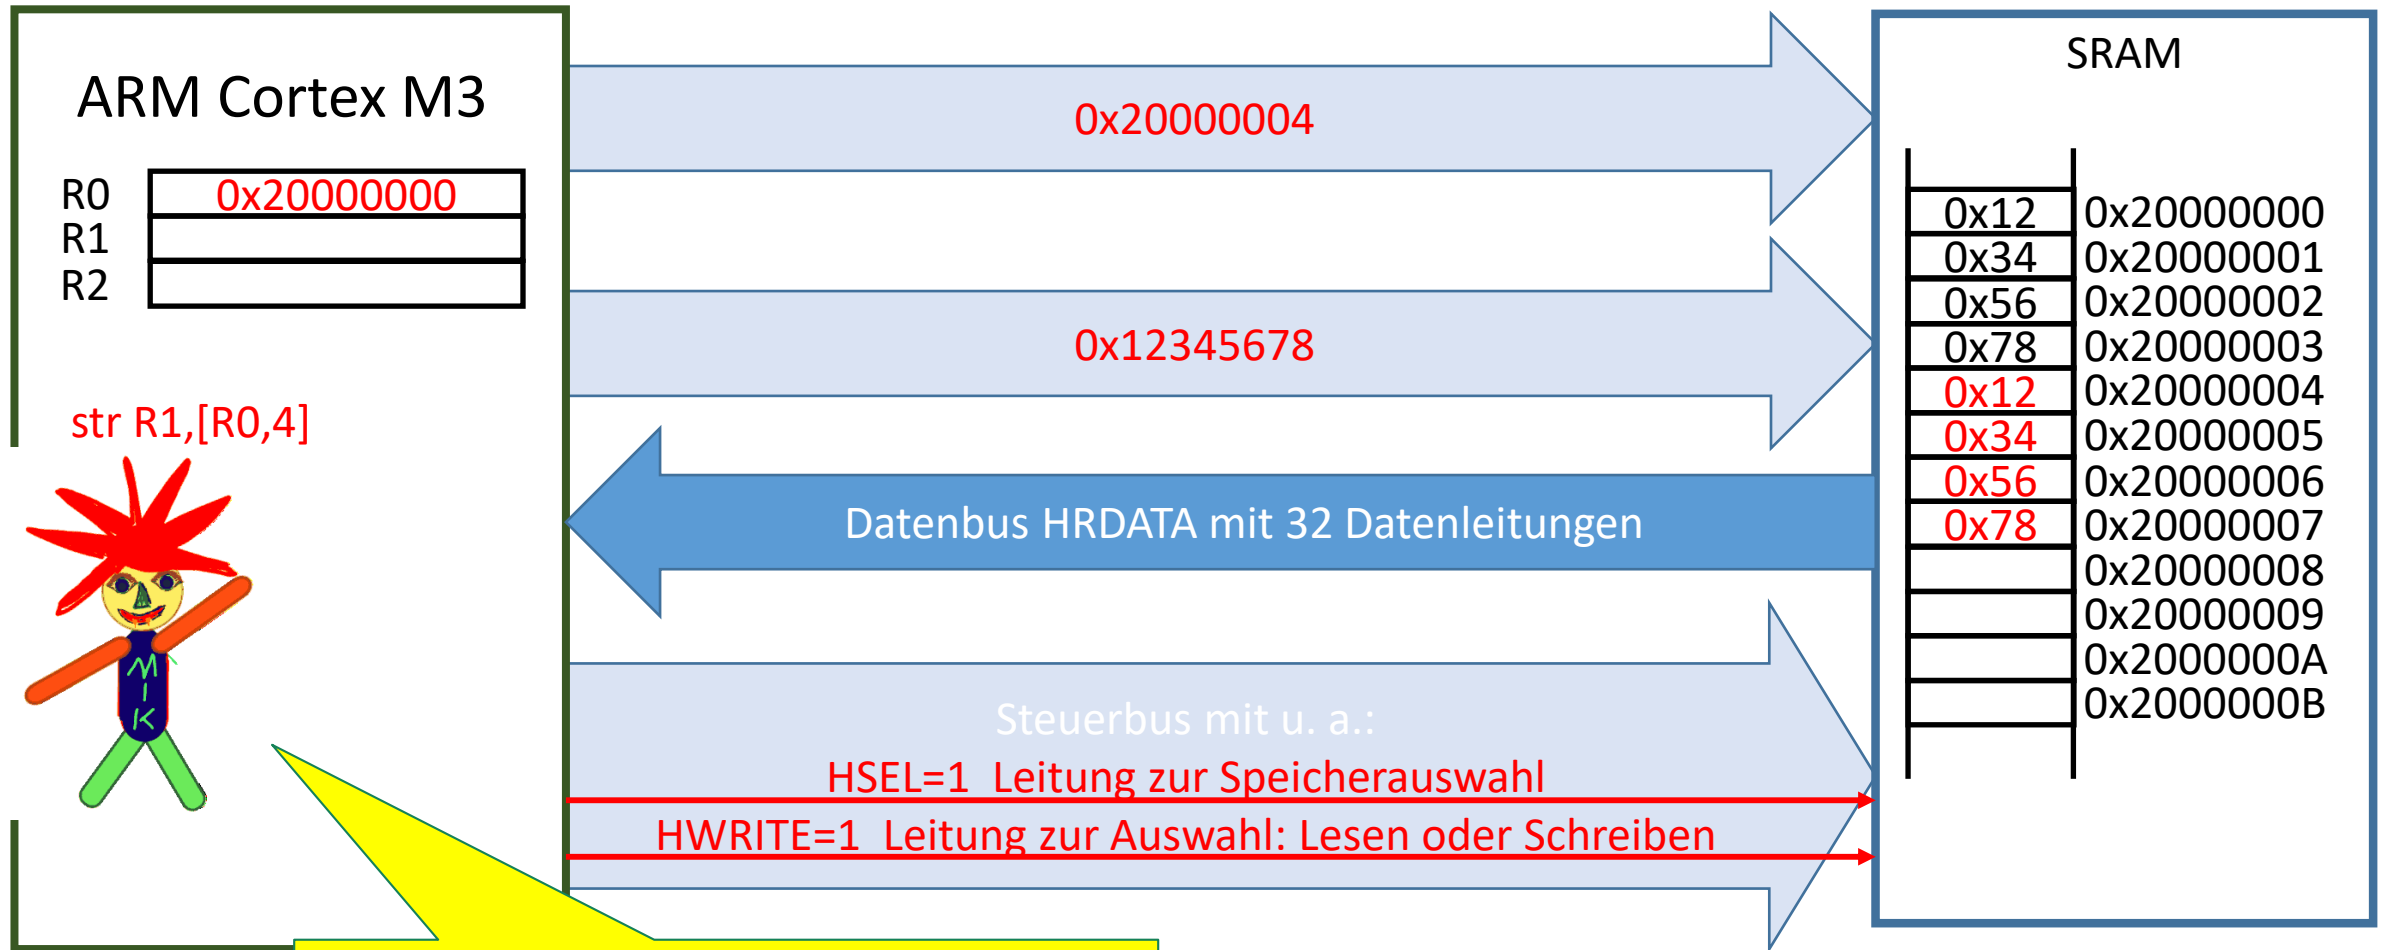 ARM Cortex M3
R0 0x20000000
R1
R2
str R1,[R0,4]
MIK
0x20000004
0x12345678
Datenbus HRDATA mit 32 Datenleitungen
Steuerbus mit u. a.:
HSEL=1 Leitung zur Speicherauswahl
HWRITE=1 Leitung zur Auswahl: Lesen oder Schreiben
SRAM
0x12 0x20000000
0x34 0x20000001
0x56 0x20000002
0x78 0x20000003
0x12 0x20000004
0x34 0x20000005
0x56 0x20000006
0x78 0x20000007
0x20000008
0x20000009
0x2000000A
0x2000000B